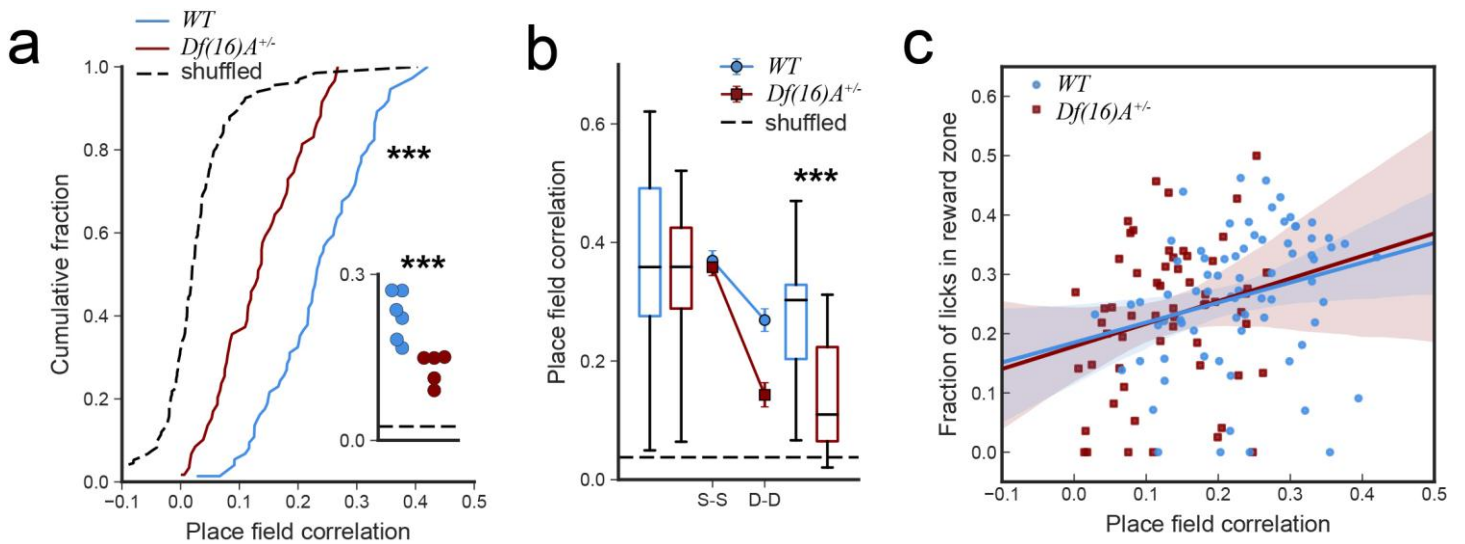 a
WT
Df(16)A+/-
shuffled
1.0
0.8
0.6
0.4
0.2
0.0
Cumulative fraction
−0.1
0.0
0.1
0.2
0.3
0.4
0.5
Place field correlation
***
***
0.3
0.0
b
WT
Df(16)A+/-
shuffled
***
0.6
0.4
0.2
0.0
Place field correlation
S-S
D-D
c
WT
Df(16)A+/-
0.6
0.5
0.4
0.3
0.2
0.1
0.0
Fraction of licks in reward zone
−0.1
0.0
0.1
0.2
0.3
0.4
0.5
Place field correlation